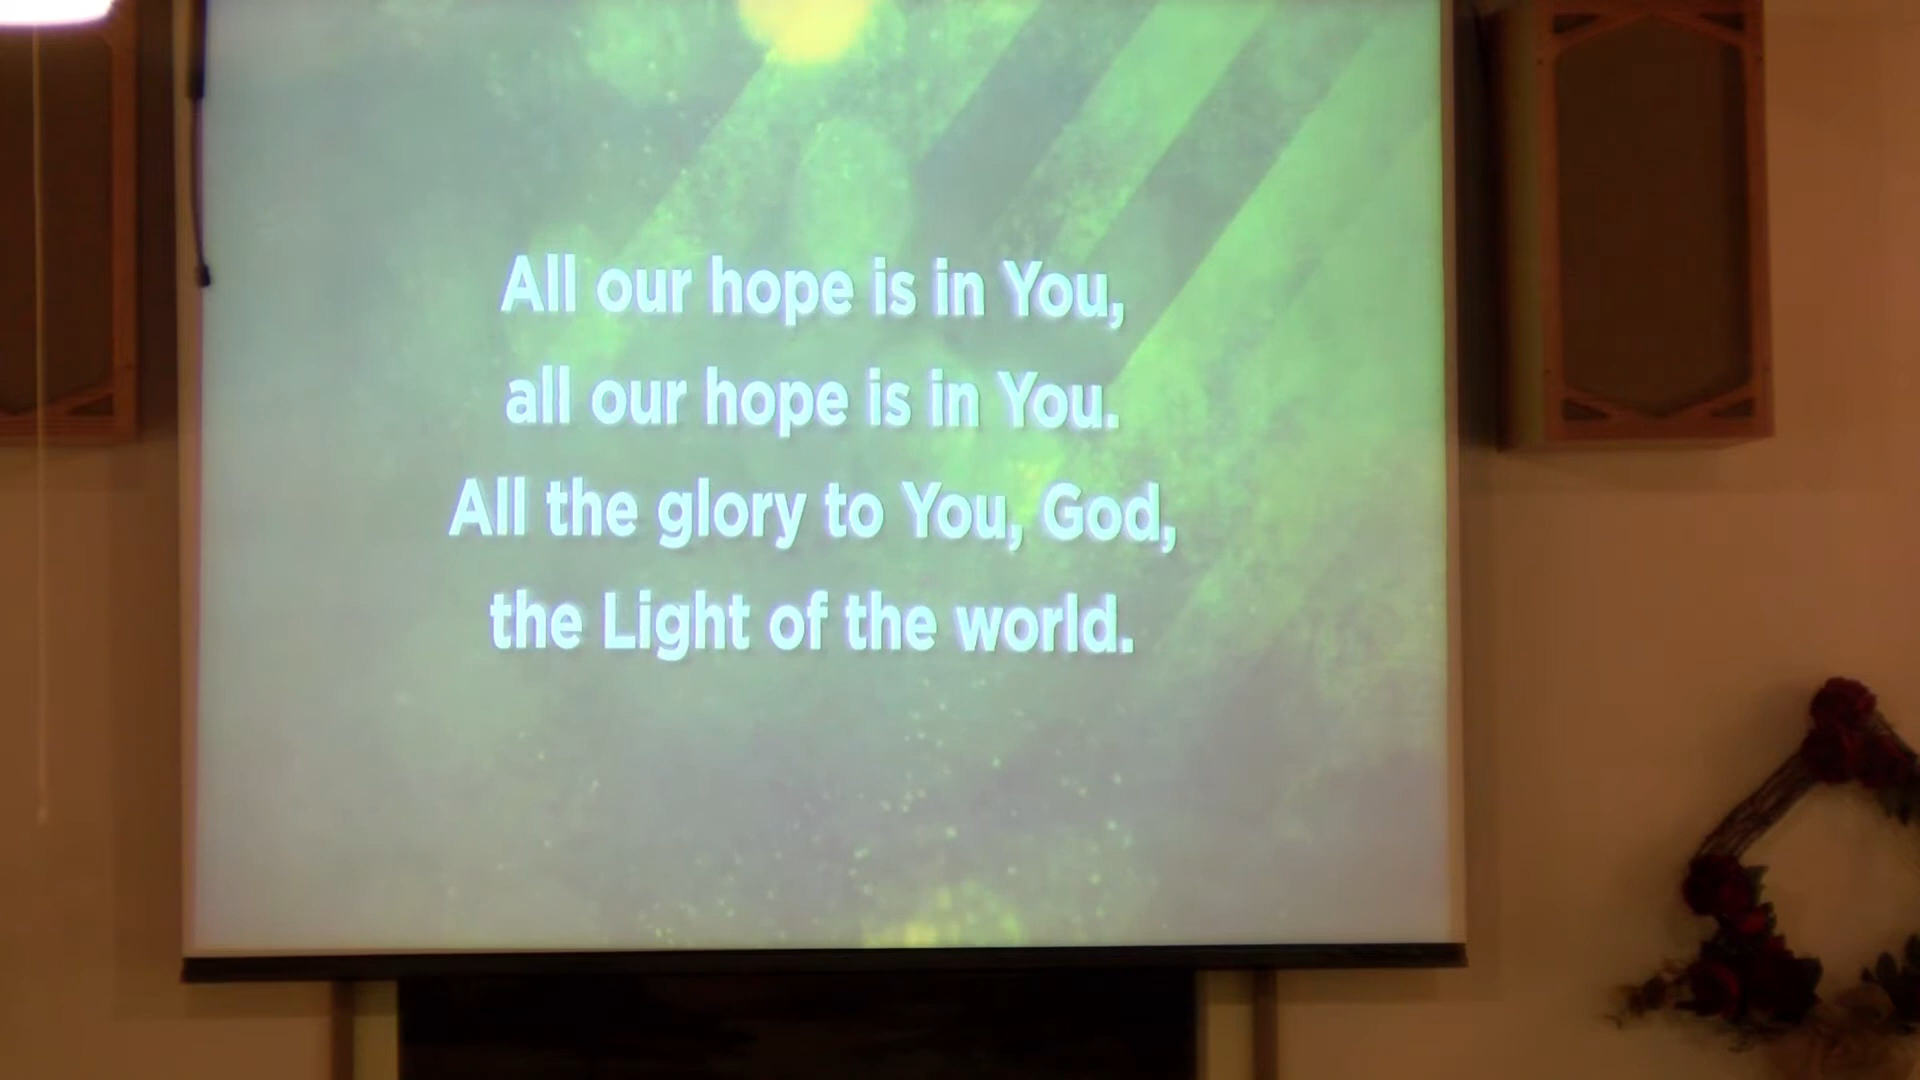 All our hope is in You,
all our hope is in You.
All the glory to You, God,
the Light of the world.